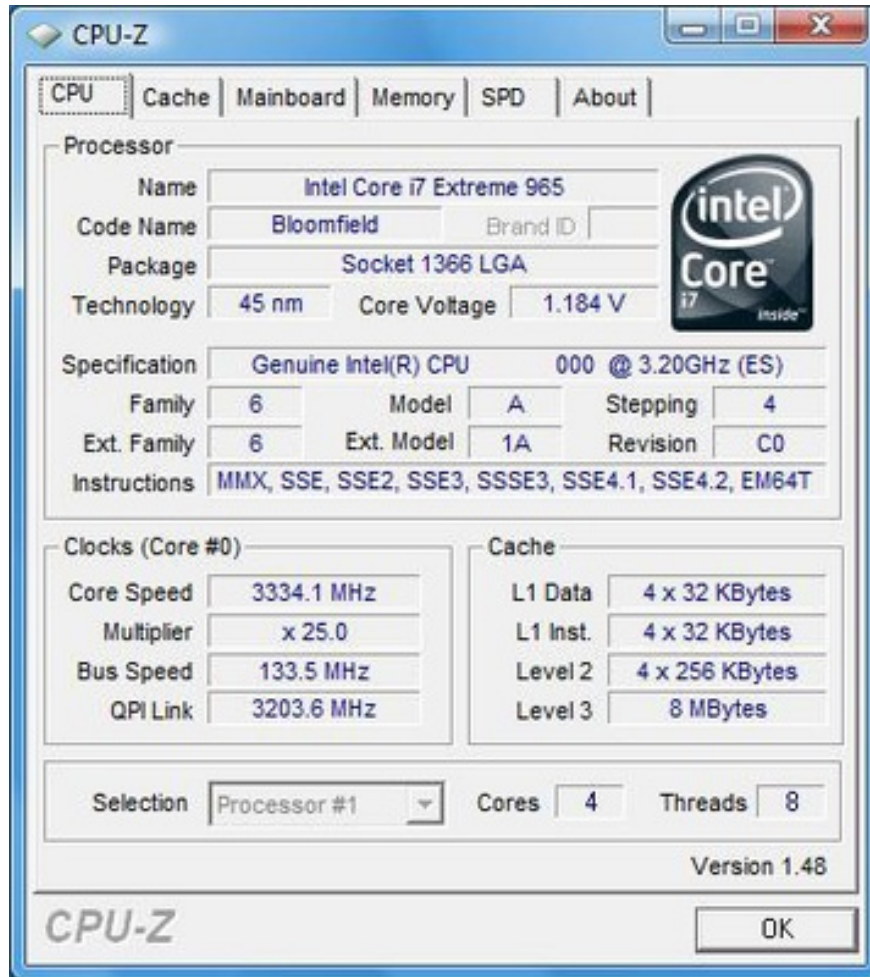 CPU-Z
CPU Cache Mainboard Memory SPD About
Processor
Name Intel Core i7 Extreme 965
Code Name Bloomfield Brand ID
Package Socket 1366 LGA
Technology 45 nm Core Voltage 1.184 V
intel
Core
i7 inside™
Specification Genuine Intel(R) CPU 000 @ 3.20GHz (ES)
Family 6 Model A Stepping 4
Ext. Family 6 Ext. Model 1A Revision C0
Instructions MMX, SSE, SSE2, SSE3, SSSE3, SSE4.1, SSE4.2, EM64T
Clocks (Core #0) Cache
Core Speed 3334.1 MHz L1 Data 4 x 32 KBytes
Multiplier x 25.0 L1 Inst. 4 x 32 KBytes
Bus Speed 133.5 MHz Level 2 4 x 256 KBytes
QPI Link 3203.6 MHz Level 3 8 MBytes
Selection Processor #1 Cores 4 Threads 8
Version 1.48
CPU-Z OK